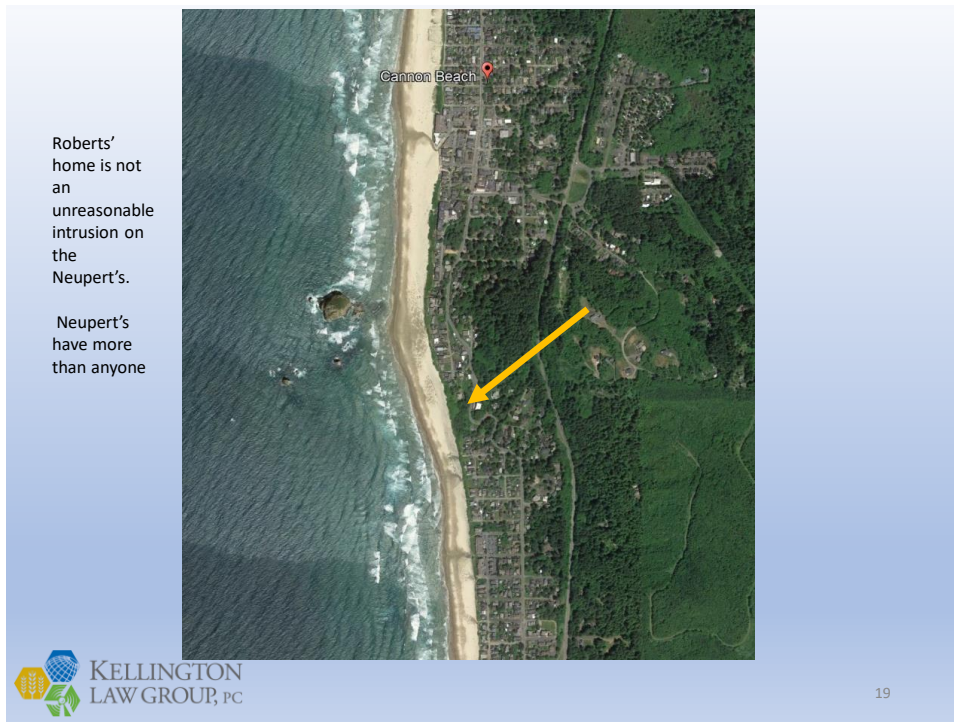 Cannon Beach
Roberts'
home is not
an
unreasonable
intrusion on
the
Neupert's.
Neupert's
have more
than anyone
KELLINGTON
LAW GROUP, PC
19